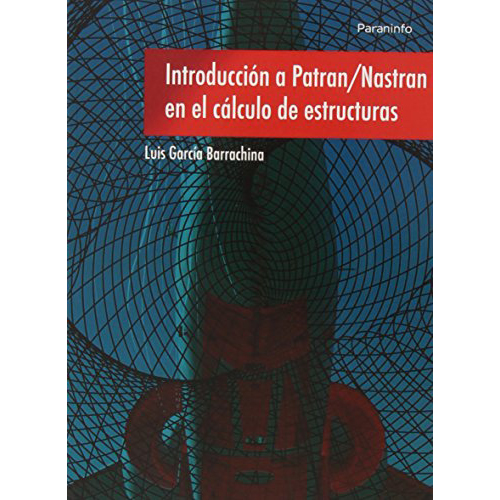 Paraninfo
Introducción a Patran/Nastran
en el cálculo de estructuras
Luis García Barrachina